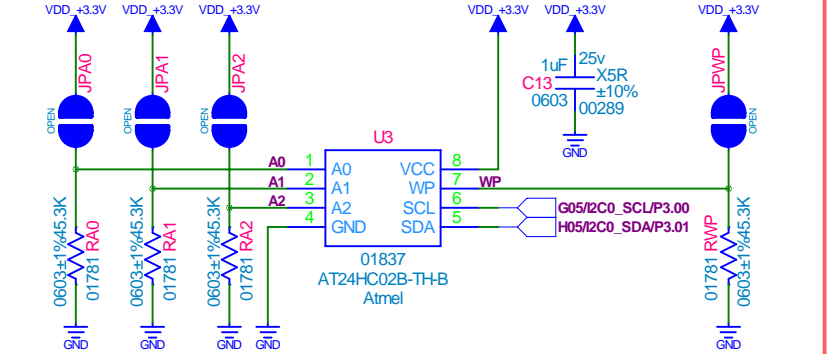 VDD_+3.3V
VDD_+3.3V
VDD_+3.3V
VDD_+3.3V
VDD_+3.3V
VDD_+3.3V
JPA0
JPA1
JPA2
JPWP
OPEN
OPEN
OPEN
OPEN
1uF
25v
C13
X5R
±10%
0603
00289
GND
U3
A0 1 A0
A1 2 A1
A2 3 A2
4 GND
VCC 8
WP 7 WP
SCL 6 G05/I2C0_SCL/P3.00
SDA 5 H05/I2C0_SDA/P3.01
01837
AT24HC02B-TH-B
Atmel
0603±1%45.3K
01781 RA0
0603±1%45.3K
01781 RA1
0603±1%45.3K
01781 RA2
01781 RWP
0603±1%45.3K
GND
GND
GND
GND
GND